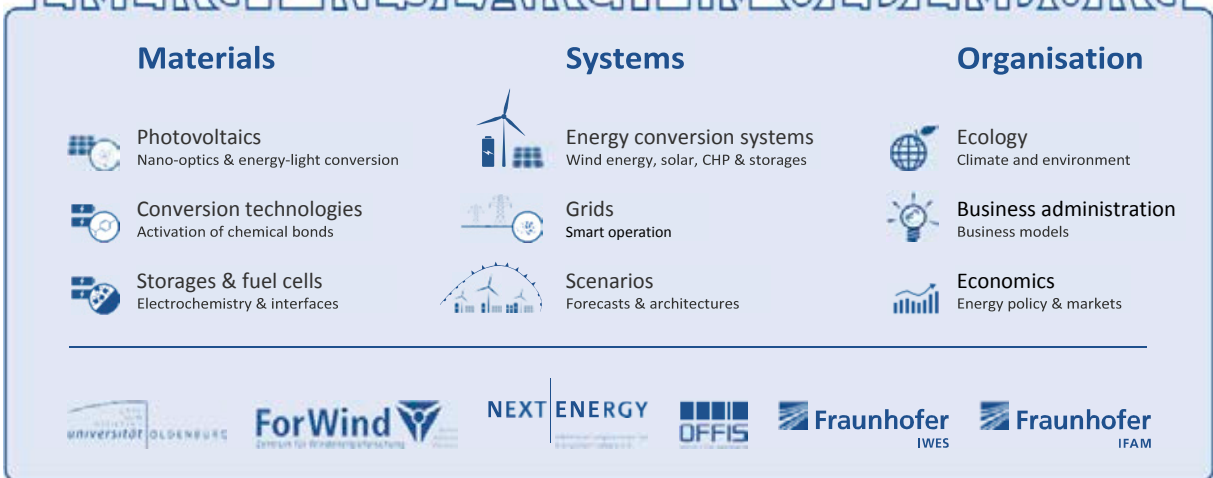 Materials
Photovoltaics
Nano-optics & energy-light conversion
Conversion technologies
Activation of chemical bonds
Storages & fuel cells
Electrochemistry & interfaces
Systems
Energy conversion systems
Wind energy, solar, CHP & storages
Grids
Smart operation
Scenarios
Forecasts & architectures
Organisation
Ecology
Climate and environment
Business administration
Business models
Economics
Energy policy & markets
universität OLDENBURG
ForWind
Zentrum für Windenergieforschung
NEXT ENERGY
OFFIS
Fraunhofer
IWES
Fraunhofer
IFAM